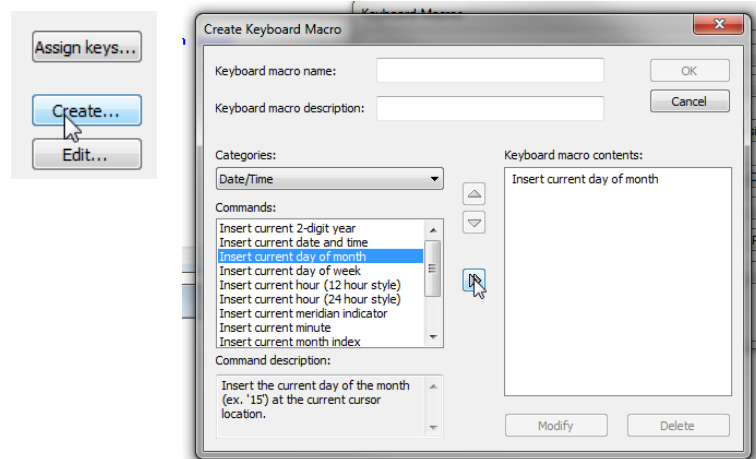 Assign keys...
Create...
Edit...
Keyboard Macros
Create Keyboard Macro
Keyboard macro name:
OK
Keyboard macro description:
Cancel
Categories:
Date/Time
Commands:
Insert current 2-digit year
Insert current date and time
Insert current day of month
Insert current day of week
Insert current hour (12 hour style)
Insert current hour (24 hour style)
Insert current meridian indicator
Insert current minute
Insert current month index
Command description:
Insert the current day of the month
(ex. '15') at the current cursor
location.
Keyboard macro contents:
Insert current day of month
Modify
Delete